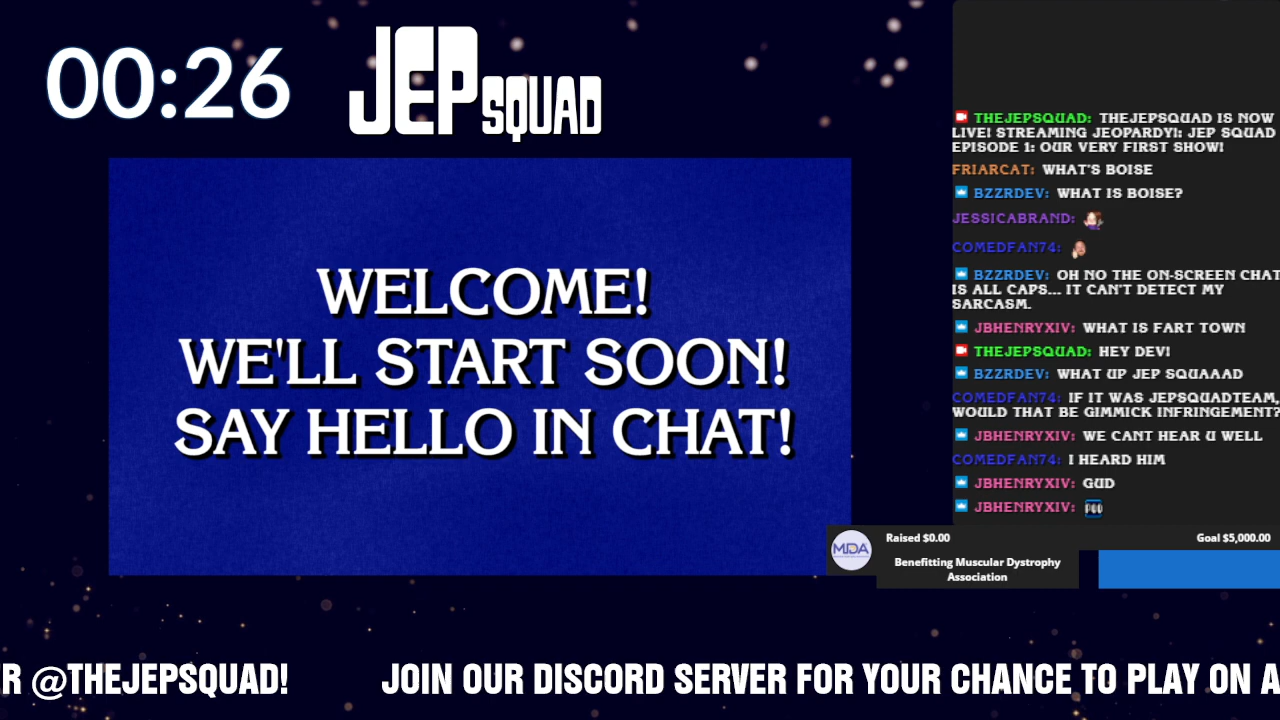 00:26
JEP SQUAD
WELCOME!
WE'LL START SOON!
SAY HELLO IN CHAT!
THEJEPSQUAD: THEJEPSQUAD IS NOW
LIVE! STREAMING JEOPARDY!: JEP SQUAD
EPISODE 1: OUR VERY FIRST SHOW!
FRIARCAT: WHAT'S BOISE
BZZRDEV: WHAT IS BOISE?
JESSICABRAND:
COMEDFAN74:
BZZRDEV: OH NO THE ON-SCREEN CHAT
IS ALL CAPS... IT CAN'T DETECT MY
SARCASM.
JBHENRYXIV: WHAT IS FART TOWN
THEJEPSQUAD: HEY DEV!
BZZRDEV: WHAT UP JEP SQUAAAD
COMEDFAN74: IF IT WAS JEPSQUADTEAM,
WOULD THAT BE GIMMICK INFRINGEMENT?
JBHENRYXIV: WE CANT HEAR U WELL
COMEDFAN74: I HEARD HIM
JBHENRYXIV: GUD
JBHENRYXIV: POO
MDA
Raised $0.00
Goal $5,000.00
Benefitting Muscular Dystrophy
Association
R @THEJEPSQUAD! JOIN OUR DISCORD SERVER FOR YOUR CHANCE TO PLAY ON A